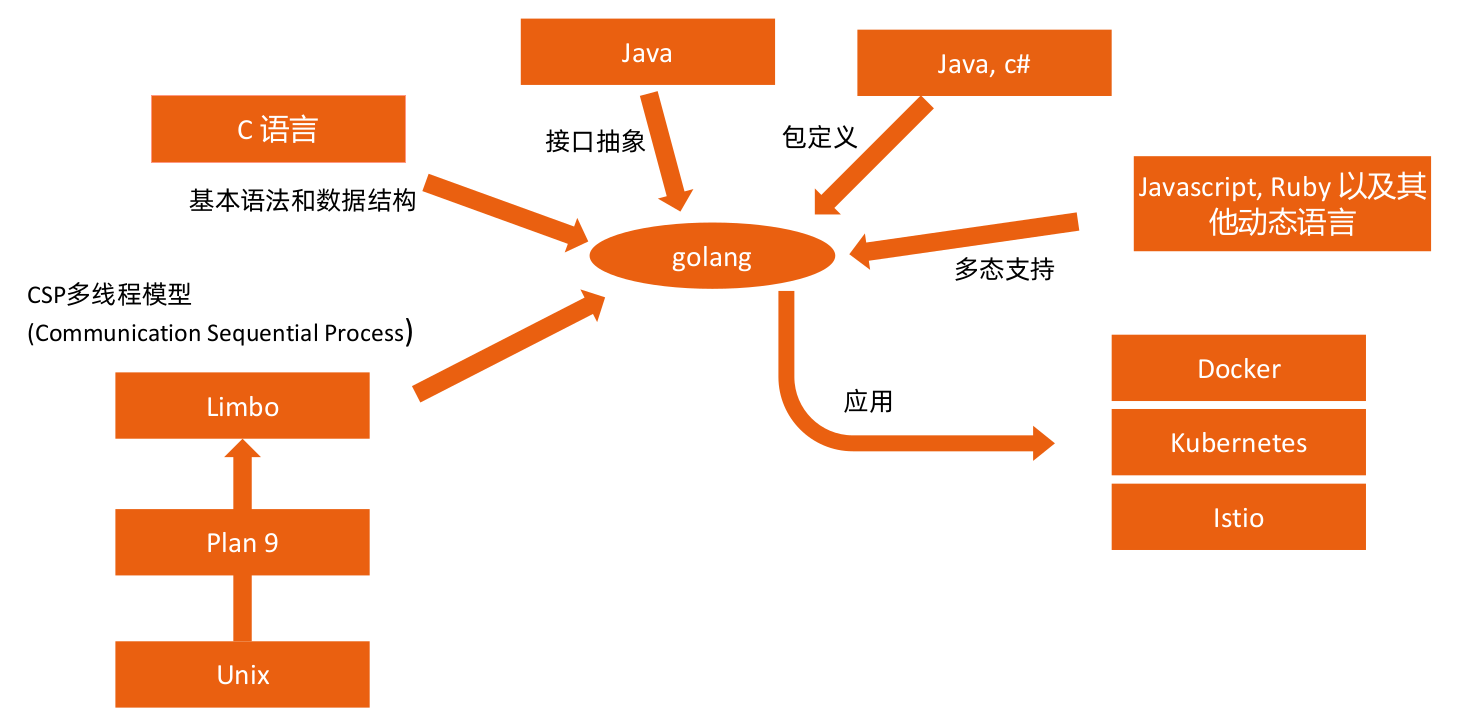 Java
Java, c#
C 语言
接口抽象
包定义
基本语法和数据结构
Javascript, Ruby 以及其
他动态语言
golang
多态支持
CSP多线程模型
(Communication Sequential Process)
Limbo
Plan 9
Unix
应用
Docker
Kubernetes
Istio